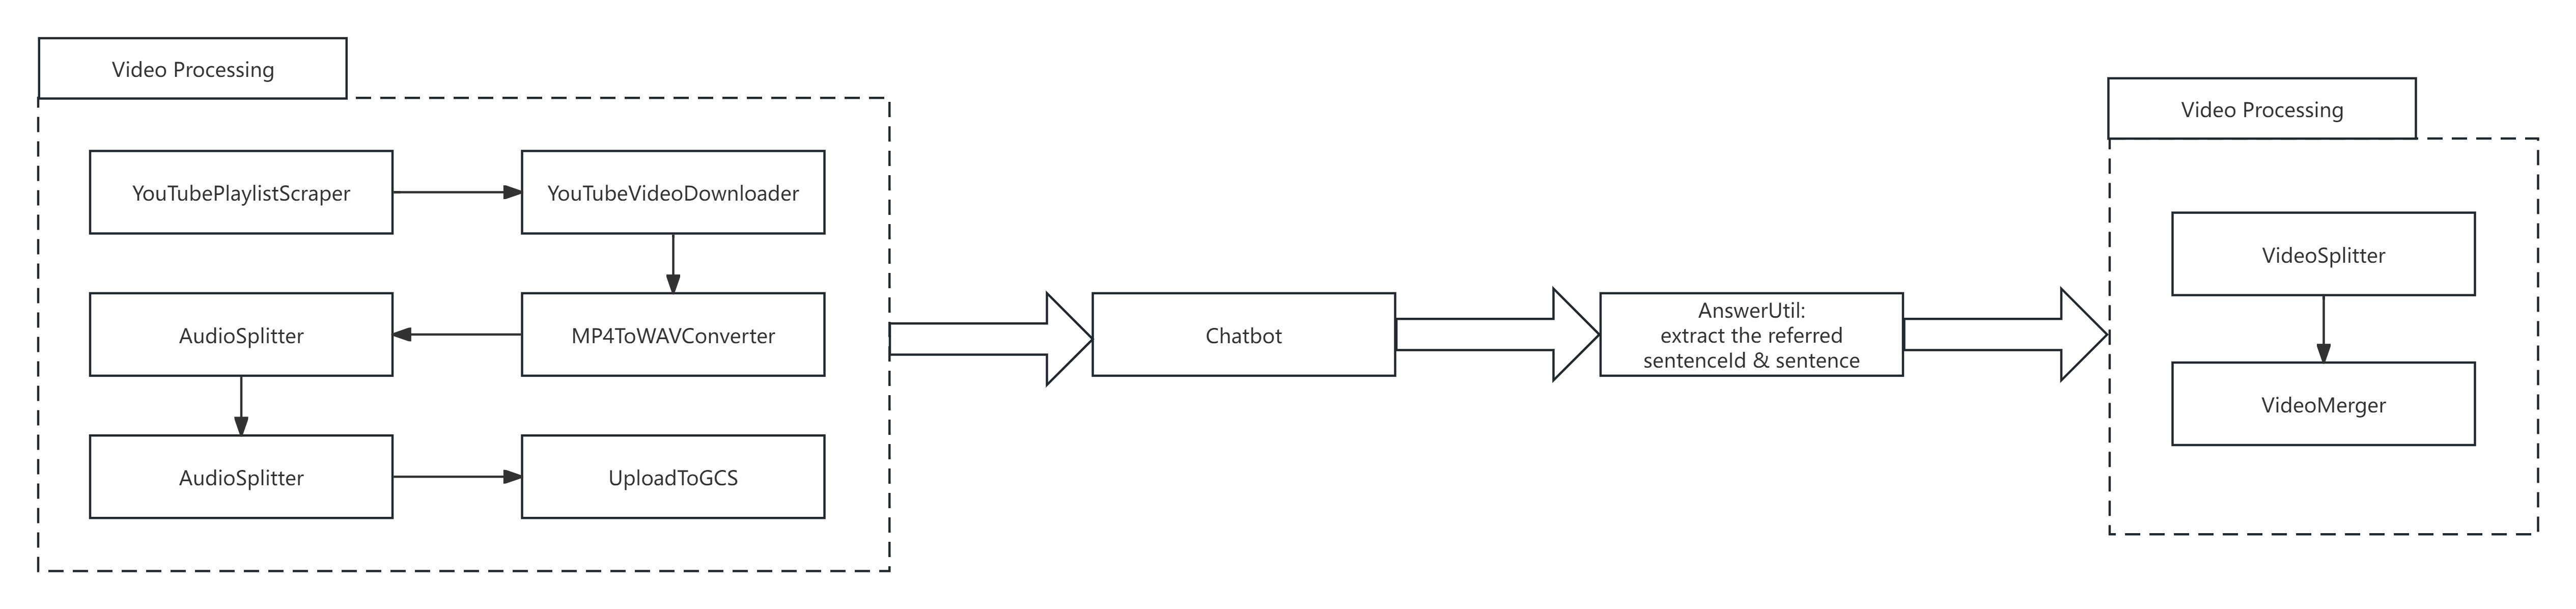 Video Processing
YouTubePlaylistScraper
YouTubeVideoDownloader
AudioSplitter
MP4ToWAVConverter
AudioSplitter
UploadToGCS
Chatbot
AnswerUtil:
extract the referred
sentenceId & sentence
Video Processing
VideoSplitter
VideoMerger